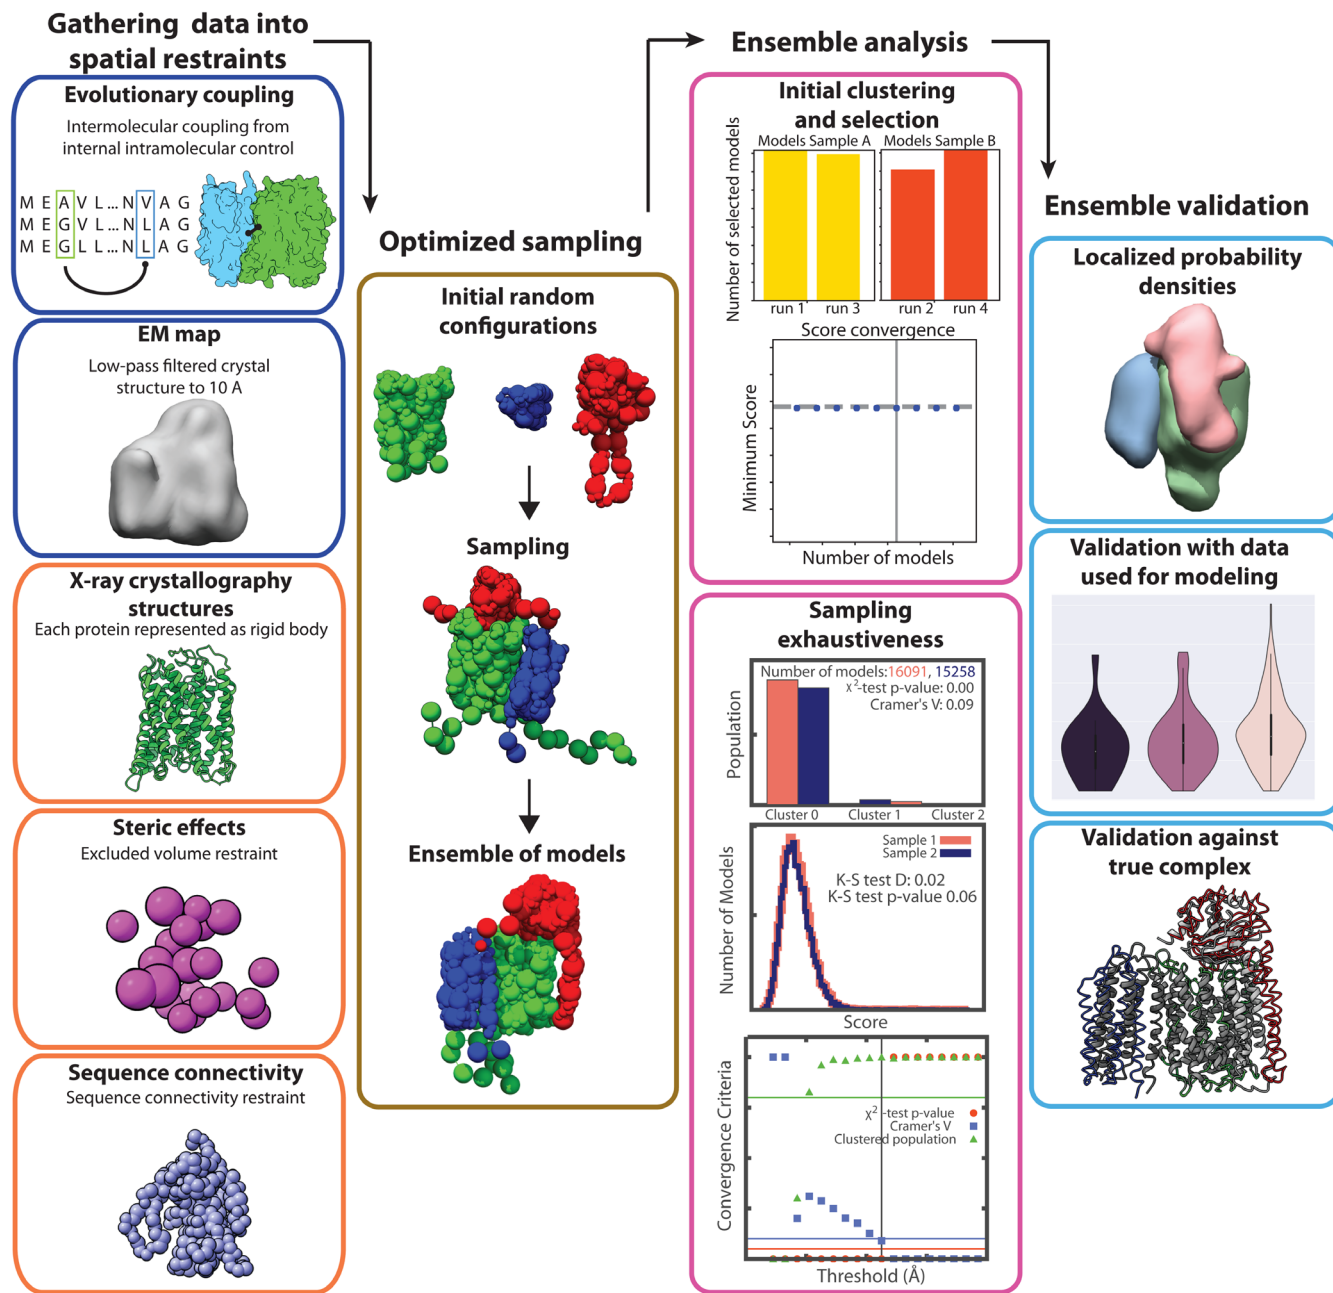 Gathering data into
spatial restraints
Evolutionary coupling
Intermolecular coupling from
internal intramolecular control
M E A V L ... N V A G
M E G V L ... N L A G
M E G L L ... N L A G
EM map
Low-pass filtered crystal
structure to 10 A
X-ray crystallography
structures
Each protein represented as rigid body
Steric effects
Excluded volume restraint
Sequence connectivity
Sequence connectivity restraint
Optimized sampling
Initial random
configurations
Sampling
Ensemble of models
Ensemble analysis
Initial clustering
and selection
Models Sample A
Models Sample B
Number of selected models
run 1
run 3
run 2
run 4
Score convergence
Minimum Score
Number of models
Sampling
exhaustiveness
Number of models:16091, 15258
χ²-test p-value: 0.00
Cramer's V: 0.09
Population
Cluster 0
Cluster 1
Cluster 2
Sample 1
Sample 2
K-S test D: 0.02
K-S test p-value 0.06
Number of Models
Score
Convergence Criteria
χ² -test p-value
Cramer's V
Clustered population
Threshold (Å)
Ensemble validation
Localized probability
densities
Validation with data
used for modeling
Validation against
true complex